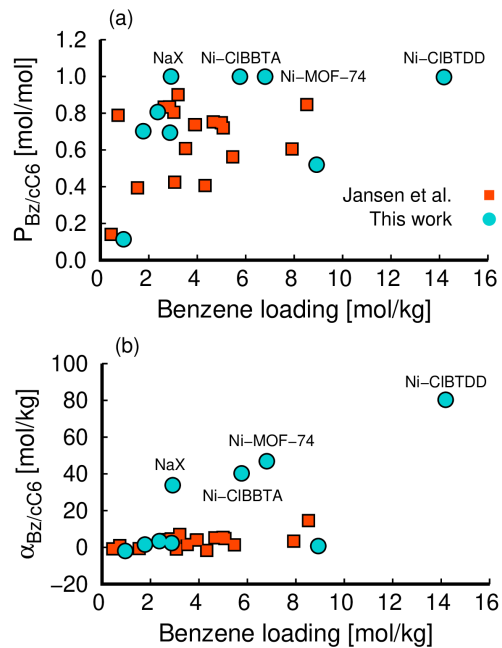 (a)
1.2
1.0
0.8
0.6
0.4
0.2
0.0
P_Bz/cC6 [mol/mol]
NaX
Ni−ClBBTA
Ni−MOF−74
Ni−ClBTDD
Jansen et al.
This work
0 2 4 6 8 10 12 14 16
Benzene loading [mol/kg]
(b)
100
80
60
40
20
0
−20
α_Bz/cC6 [mol/kg]
Ni−ClBTDD
Ni−MOF−74
NaX
Ni−ClBBTA
0 2 4 6 8 10 12 14 16
Benzene loading [mol/kg]